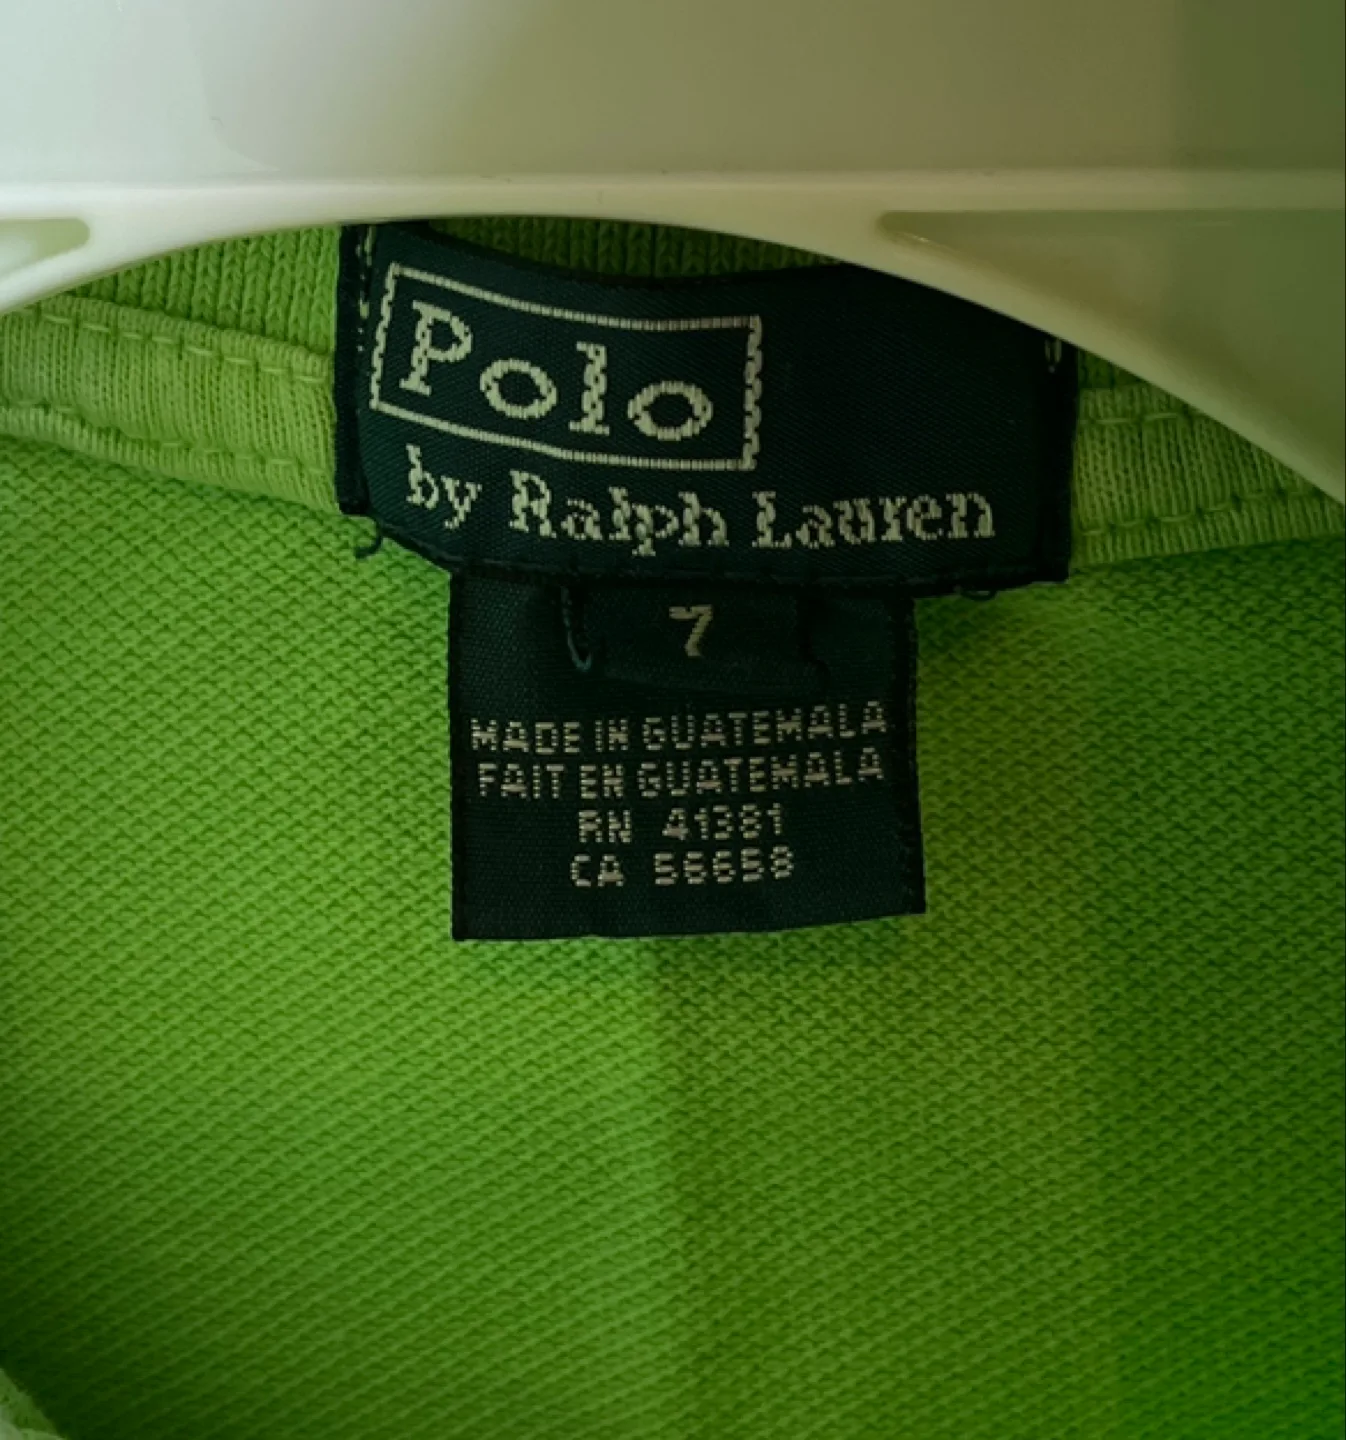 Polo
by Ralph Lauren
7
MADE IN GUATEMALA
FAIT EN GUATEMALA
RN 41381
CA 56658